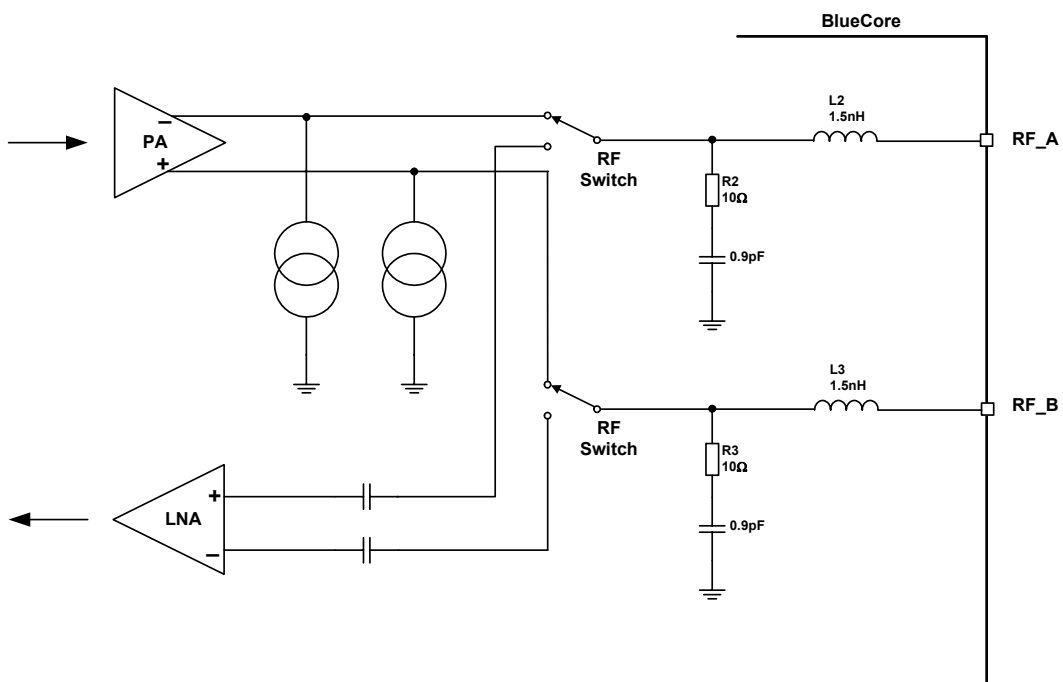 BlueCore
L2
1.5nH
RF_A
−
PA
+
RF
Switch
R2
10Ω
0.9pF
L3
1.5nH
RF_B
RF
Switch
R3
10Ω
0.9pF
+
LNA
−